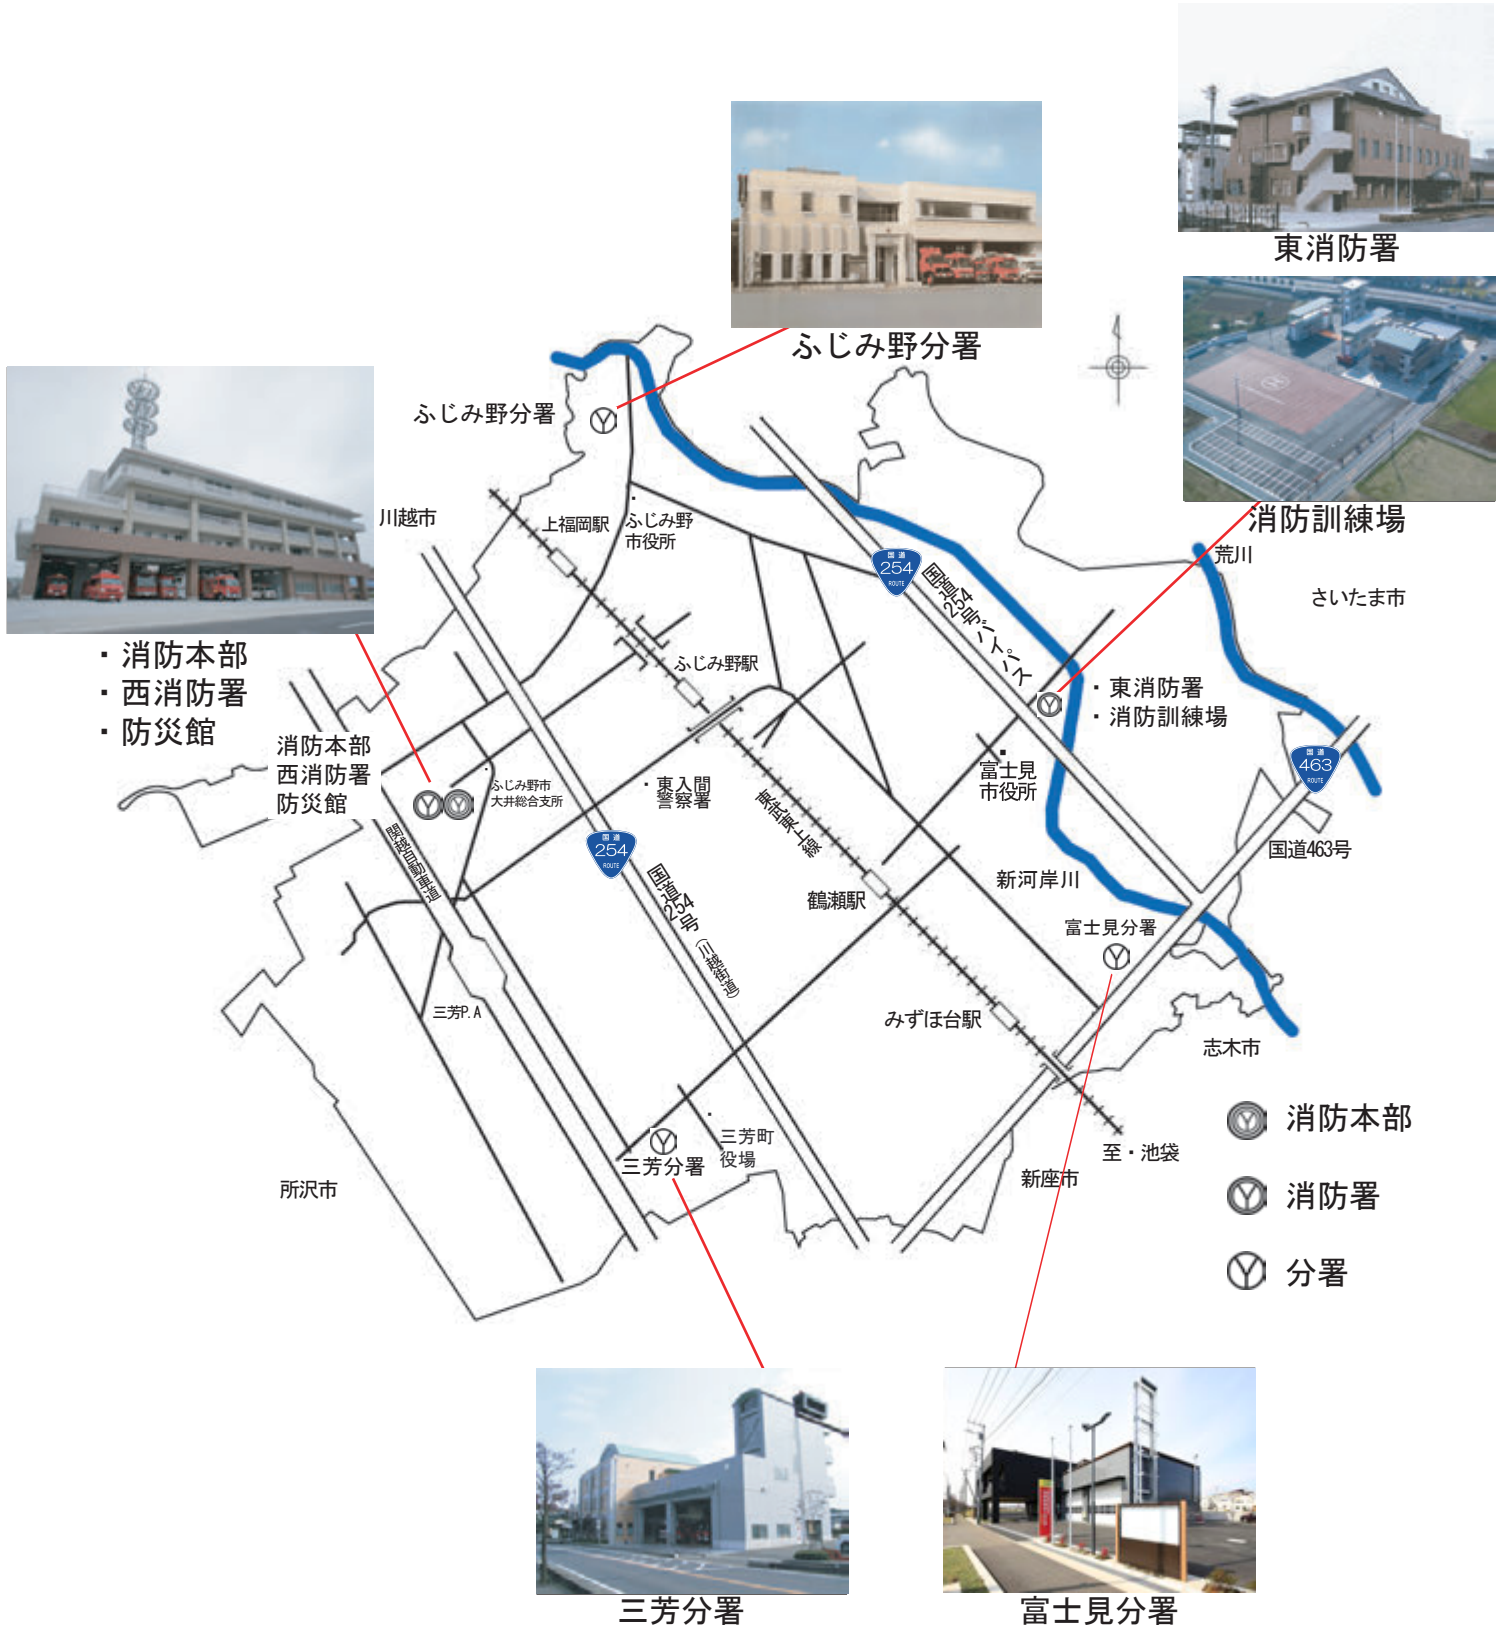 東消防署
ふじみ野分署
消防訓練場
ふじみ野分署
川越市
上福岡駅
ふじみ野
市役所
荒川
さいたま市
国道
254
ROUTE
国道254号バイパス
・消防本部
・西消防署
・防災館
ふじみ野駅
・東消防署
・消防訓練場
消防本部
西消防署
防災館
ふじみ野市
大井総合支所
・東入間
警察署
富士見
市役所
国道
463
ROUTE
国道463号
東武東上線
関越自動車道
国道
254
ROUTE
国道254号
(川越街道)
鶴瀬駅
新河岸川
富士見分署
三芳P.A
みずほ台駅
志木市
消防本部
三芳町
役場
三芳分署
至・池袋
新座市
所沢市
消防署
分署
三芳分署
富士見分署